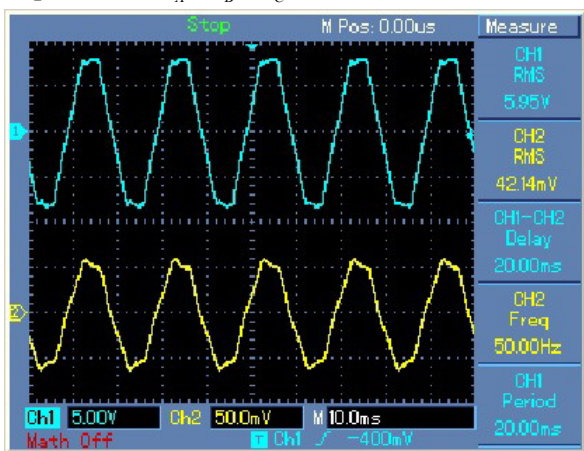 Stop M Pos: 0.00us Measure
CH1
RMS
5.95V
CH2
RMS
42.14mV
CH1-CH2
Delay
20.00ms
CH2
Freq
50.00Hz
CH1
Period
20.00ms
1
2
Ch1 5.00V Ch2 50.0mV M 10.0ms
Math Off T Ch1 -400mV